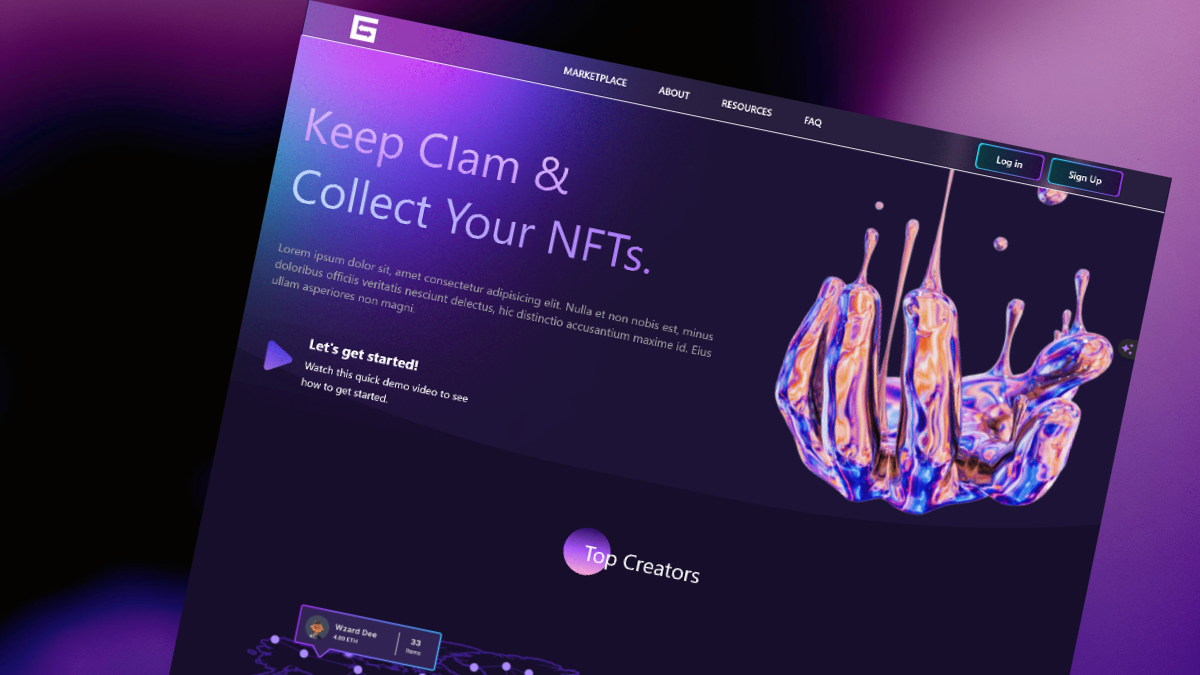 MARKETPLACE
ABOUT
RESOURCES
FAQ
Log in
Sign Up
Keep Clam &
Collect Your NFTs.
Lorem ipsum dolor sit, amet consectetur adipisicing elit. Nulla et non nobis est, minus
doloribus officiis veritatis nesciunt delectus, hic distinctio accusantium maxime id. Eius
ullam asperiores non magni.
Let's get started!
Watch this quick demo video to see
how to get started.
Top Creators
Wzard Dee
4.89 ETH
33
Items